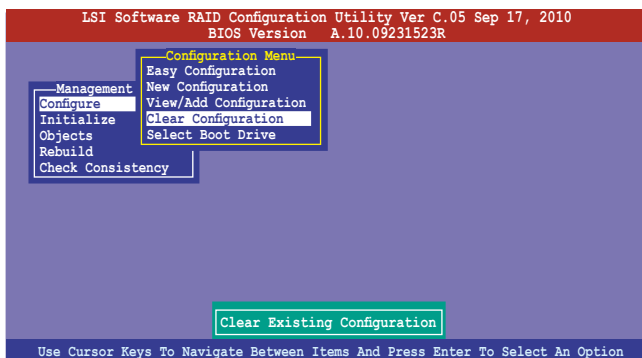 LSI Software RAID Configuration Utility Ver C.05 Sep 17, 2010
BIOS Version A.10.09231523R
Configuration Menu
Easy Configuration
New Configuration
View/Add Configuration
Clear Configuration
Select Boot Drive
Management
Configure
Initialize
Objects
Rebuild
Check Consistency
Clear Existing Configuration
Use Cursor Keys To Navigate Between Items And Press Enter To Select An Option